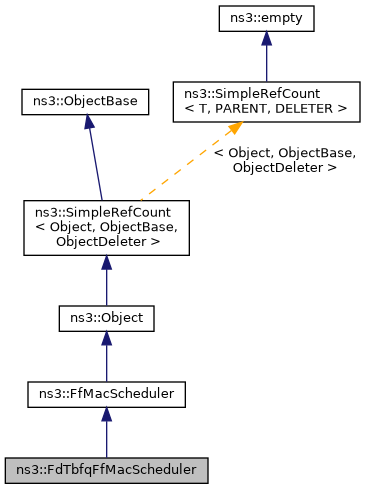 ns3::empty
ns3::ObjectBase
ns3::SimpleRefCount
< T, PARENT, DELETER >
< Object, ObjectBase,
ObjectDeleter >
ns3::SimpleRefCount
< Object, ObjectBase,
ObjectDeleter >
ns3::Object
ns3::FfMacScheduler
ns3::FdTbfqFfMacScheduler